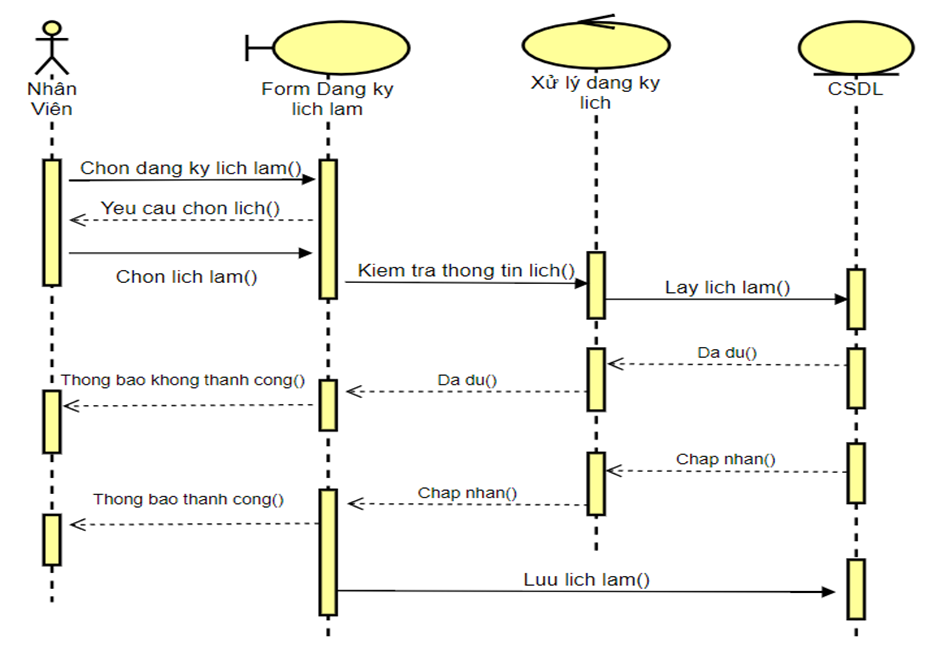 Nhân
Viên
Form Dang ky
lich lam
Xử lý dang ky
lich
CSDL
Chon dang ky lich lam()
Yeu cau chon lich()
Chon lich lam()
Kiem tra thong tin lich()
Lay lich lam()
Da du()
Da du()
Thong bao khong thanh cong()
Chap nhan()
Chap nhan()
Thong bao thanh cong()
Luu lich lam()